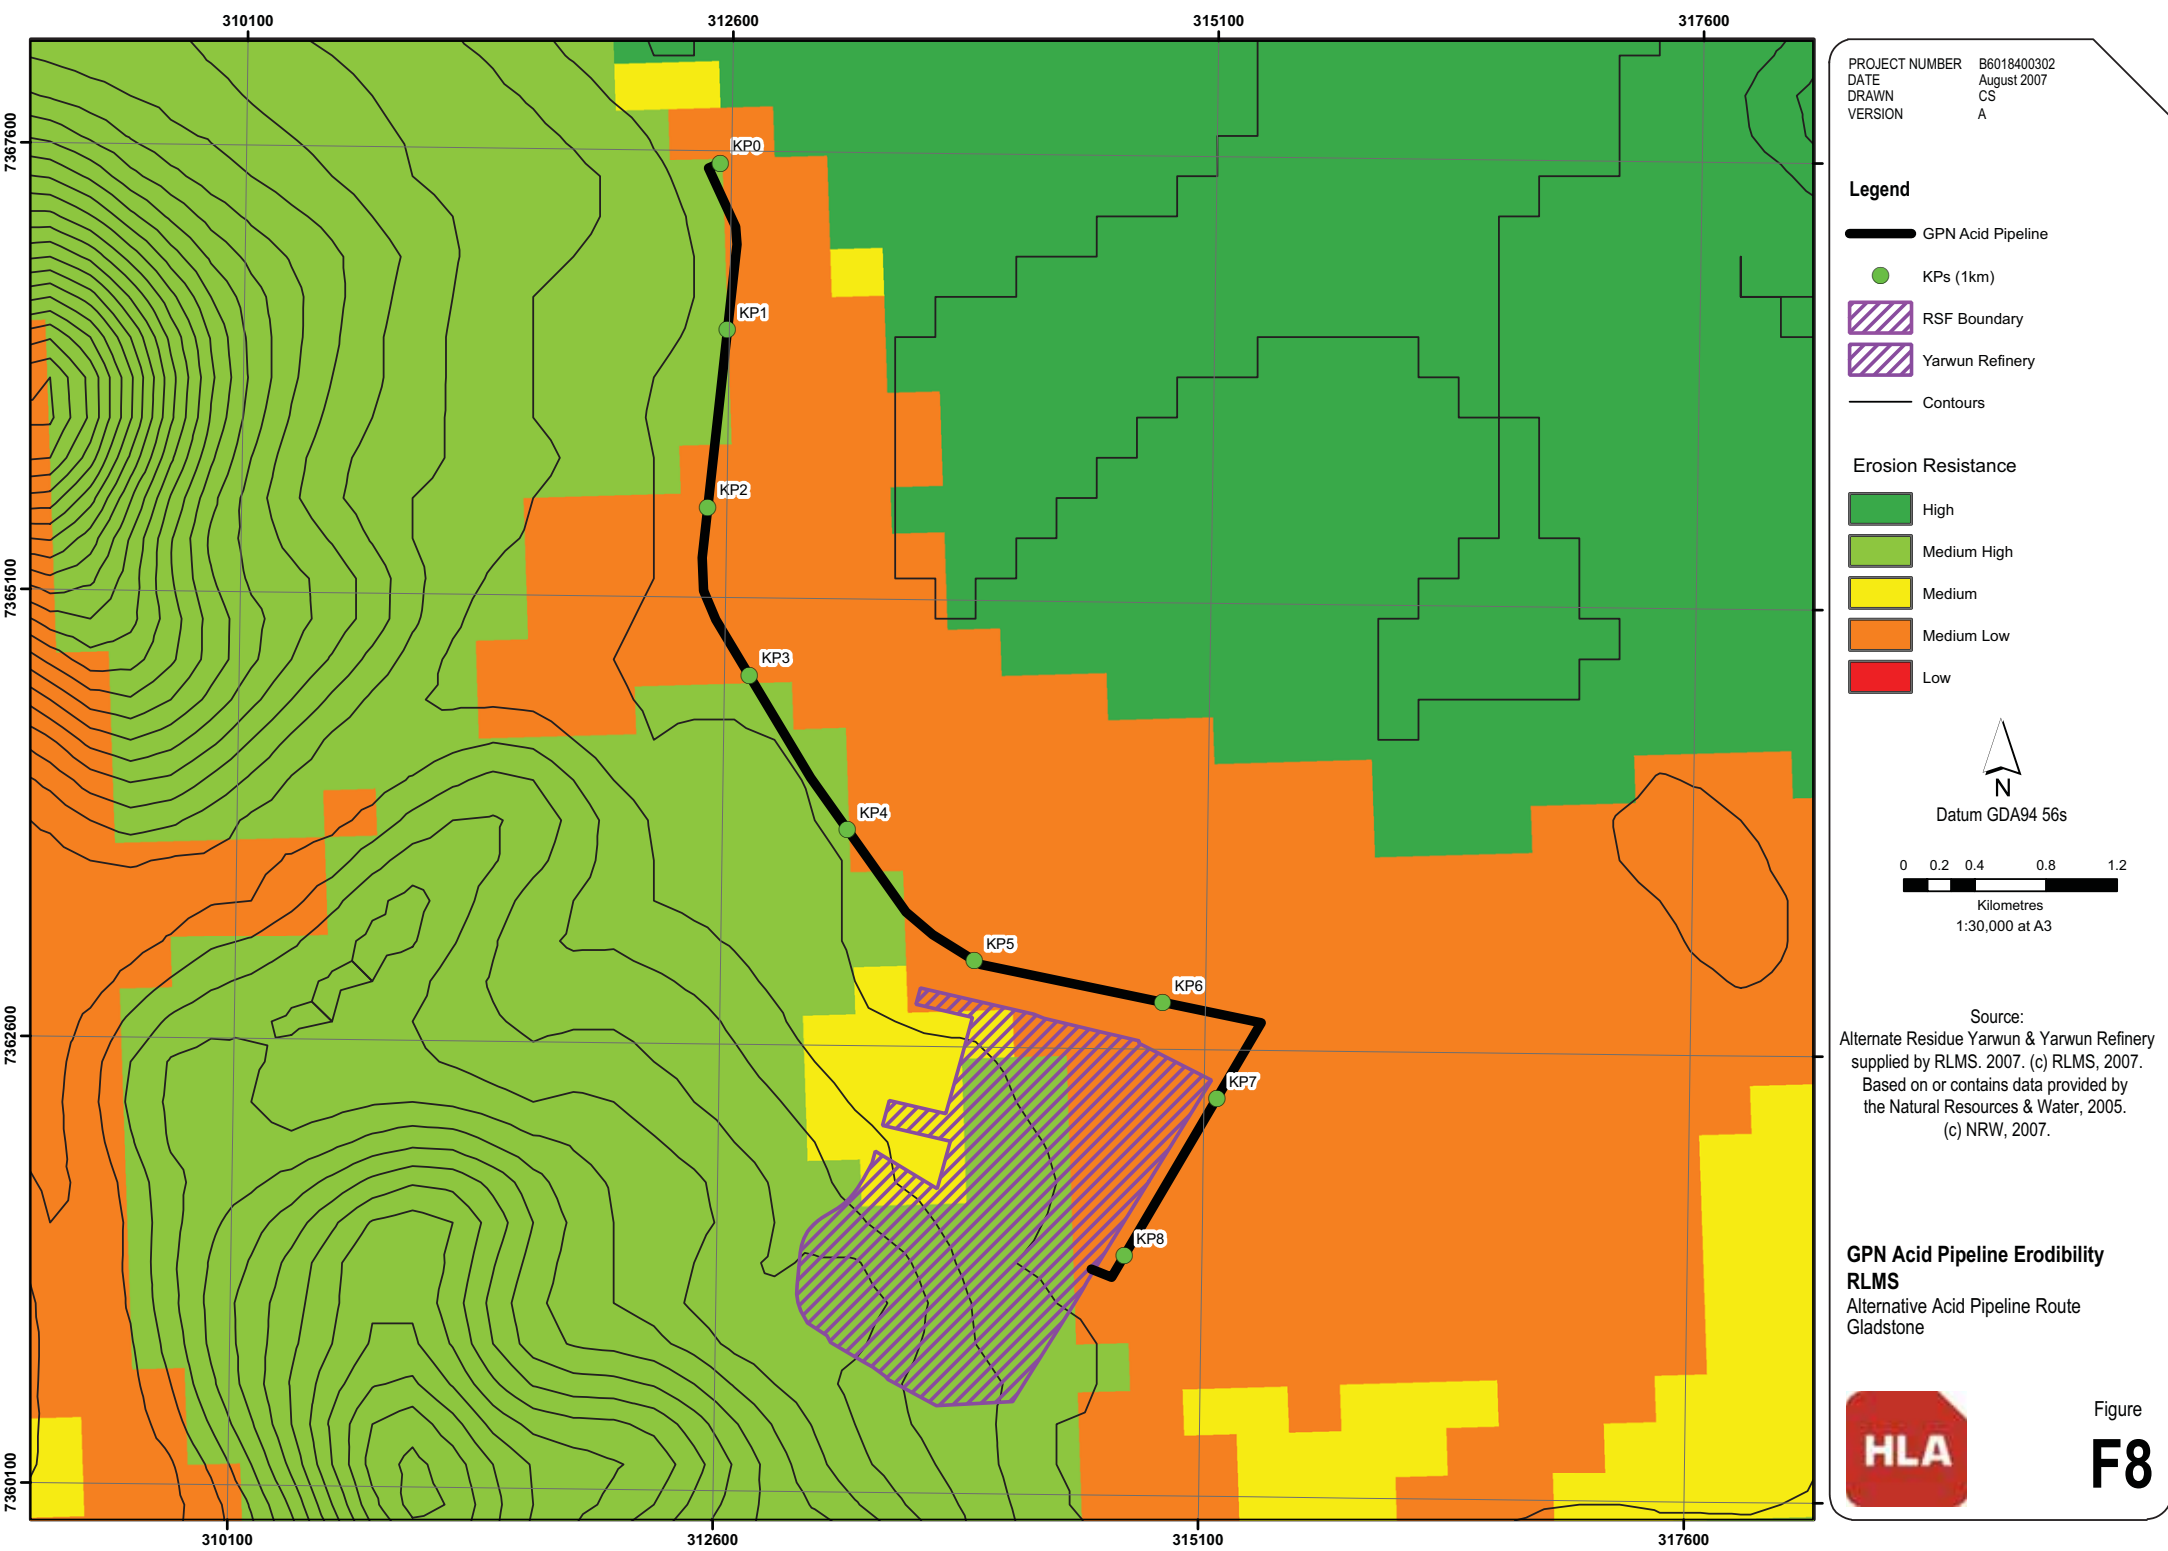 310100
312600
315100
317600
7367600
7365100
7362600
7360100
310100
312600
315100
317600
KP0
KP1
KP2
KP3
KP4
KP5
KP6
KP7
KP8
PROJECT NUMBER B6018400302
DATE August 2007
DRAWN CS
VERSION A
Legend
GPN Acid Pipeline
KPs (1km)
RSF Boundary
Yarwun Refinery
Contours
Erosion Resistance
High
Medium High
Medium
Medium Low
Low
N
Datum GDA94 56s
0 0.2 0.4 0.8 1.2
Kilometres
1:30,000 at A3
Source:
Alternate Residue Yarwun & Yarwun Refinery
supplied by RLMS. 2007. (c) RLMS, 2007.
Based on or contains data provided by
the Natural Resources & Water, 2005.
(c) NRW, 2007.
GPN Acid Pipeline Erodibility
RLMS
Alternative Acid Pipeline Route
Gladstone
HLA
Figure
F8